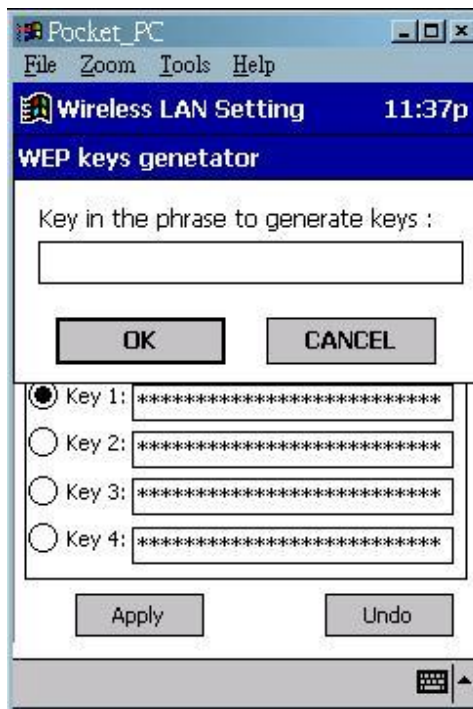 Pocket_PC
File Zoom Tools Help
Wireless LAN Setting 11:37p
WEP keys genetator
Key in the phrase to generate keys :
OK CANCEL
Key 1: **************************
Key 2: **************************
Key 3: **************************
Key 4: **************************
Apply Undo